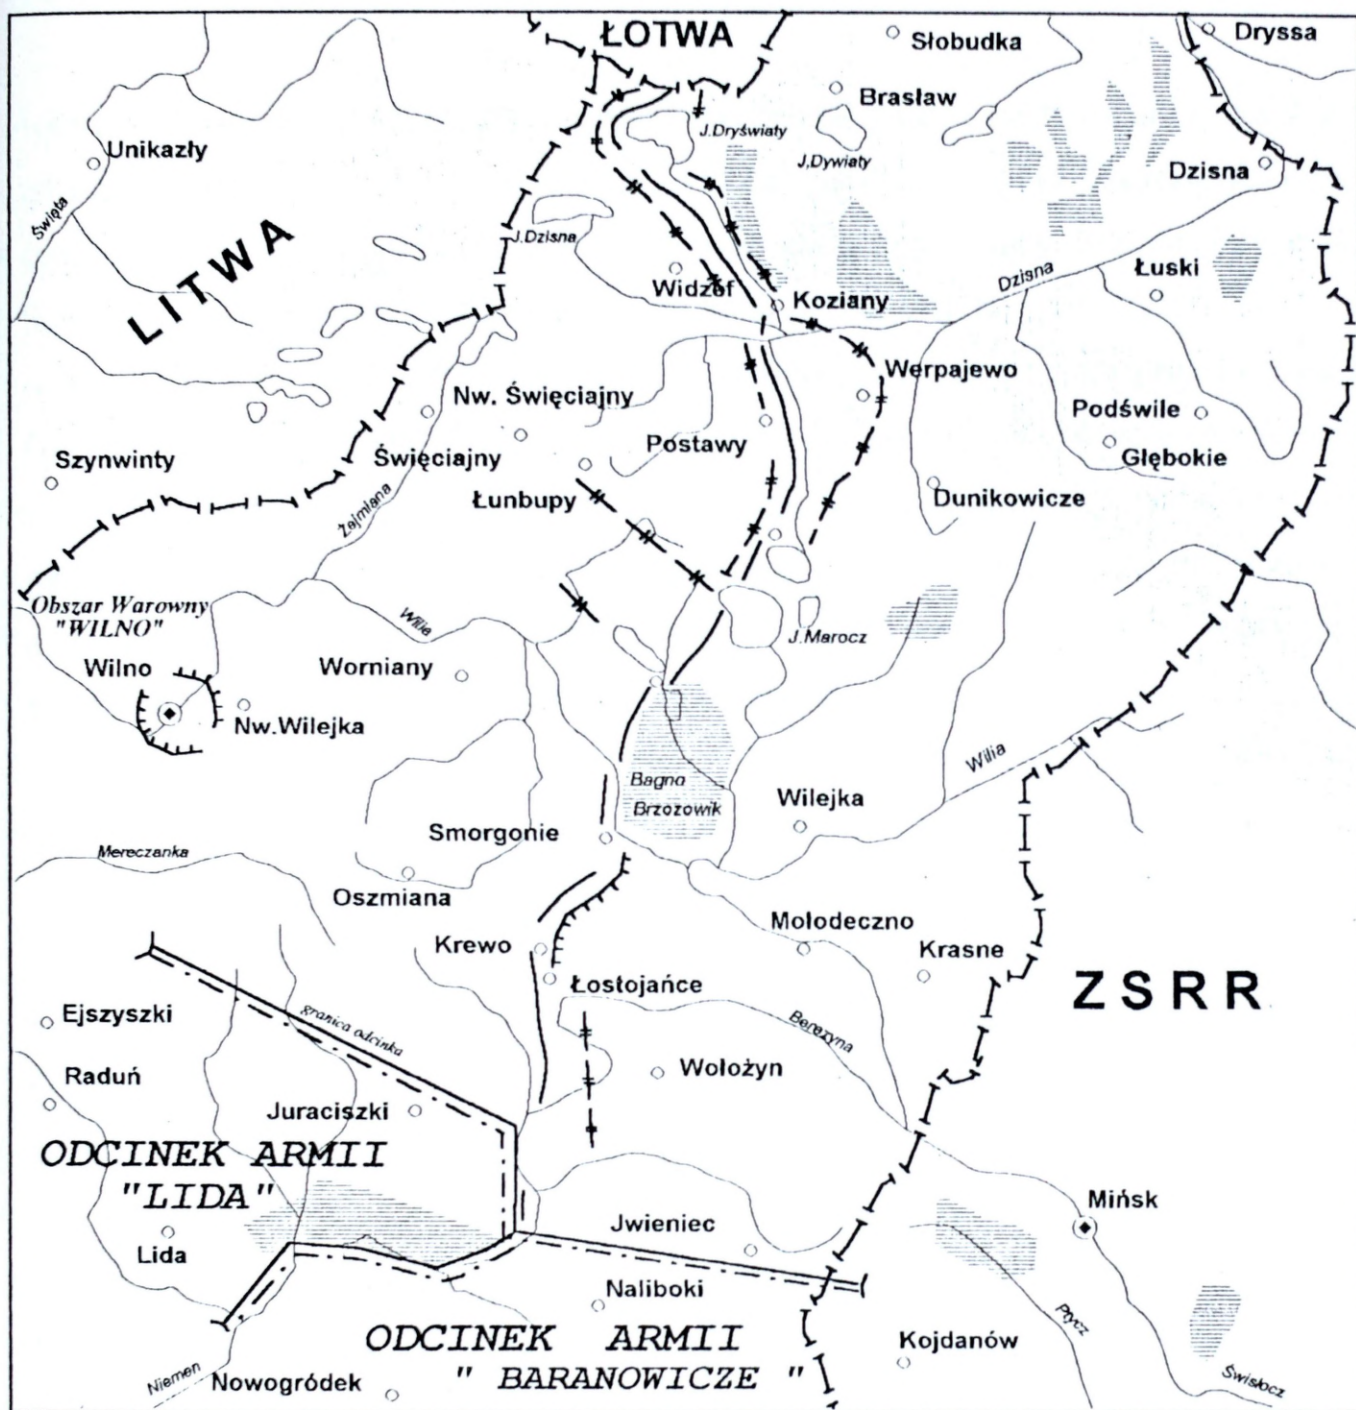 ŁOTWA
Słobudka
Dryssa
Brasław
J.Dryświaty
J.Dywiaty
Unikazły
Dzisna
Święta
LITWA
J.Dzisna
Widzef
Koziany
Dzisna
Łuski
Werpajewo
Nw. Święciajny
Podświle
Postawy
Głębokie
Szynwinty
Święciajny
Łunbupy
Dunikowicze
Żejmiana
Obszar Warowny
"WILNO"
Wilia
J.Marocz
Wilno
Worniany
Nw.Wilejka
Wilia
Bagno
Brzozowik
Wilejka
Smorgonie
Mereczanka
Oszmiana
Molodeczno
Krewo
Krasne
ZSRR
Łostojańce
Ejszyszki
granica odcinka
Berezyna
Raduń
Wołożyn
Juraciszki
ODCINEK ARMII
"LIDA"
Mińsk
Jwieniec
Lida
Naliboki
Ptycz
ODCINEK ARMII
" BARANOWICZE "
Kojdanów
Niemen
Nowogródek
Świsłocz